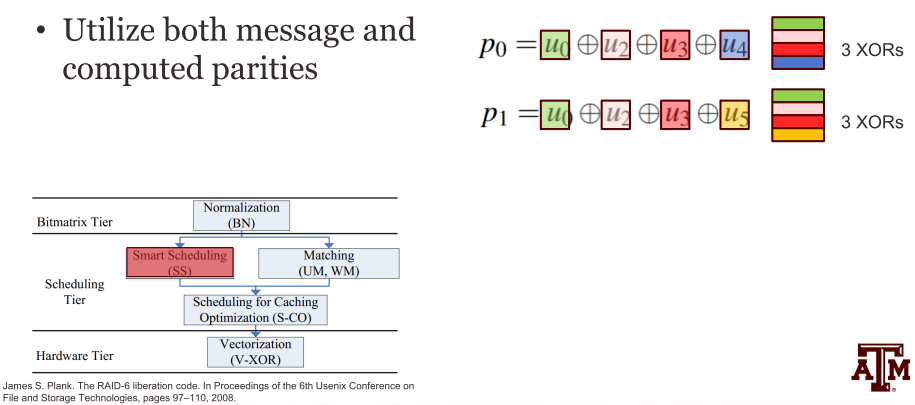 • Utilize both message and
computed parities
p0 = u0 ⊕ u2 ⊕ u3 ⊕ u4
3 XORs
p1 = u0 ⊕ u2 ⊕ u3 ⊕ u5
3 XORs
Bitmatrix Tier
Normalization
(BN)
Scheduling
Tier
Smart Scheduling
(SS)
Matching
(UM, WM)
Scheduling for Caching
Optimization (S-CO)
Hardware Tier
Vectorization
(V-XOR)
James S. Plank. The RAID-6 liberation code. In Proceedings of the 6th Usenix Conference on
File and Storage Technologies, pages 97–110, 2008.
ATM